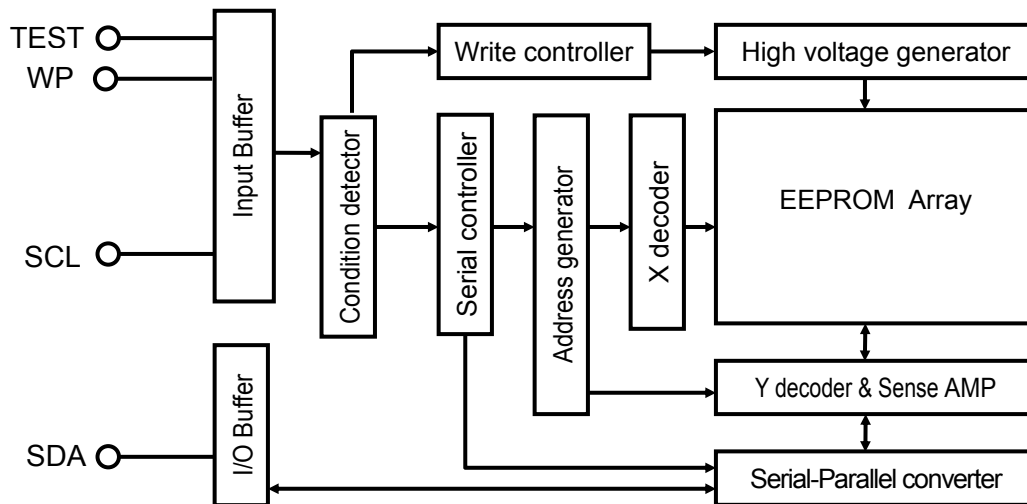 TEST
WP
SCL
SDA
Input Buffer
I/O Buffer
Condition detector
Write controller
Serial controller
Address generator
X decoder
High voltage generator
EEPROM Array
Y decoder & Sense AMP
Serial-Parallel converter